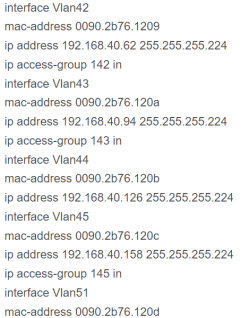 interface Vlan42
mac-address 0090.2b76.1209
ip address 192.168.40.62 255.255.255.224
ip access-group 142 in
interface Vlan43
mac-address 0090.2b76.120a
ip address 192.168.40.94 255.255.255.224
ip access-group 143 in
interface Vlan44
mac-address 0090.2b76.120b
ip address 192.168.40.126 255.255.255.224
interface Vlan45
mac-address 0090.2b76.120c
ip address 192.168.40.158 255.255.255.224
ip access-group 145 in
interface Vlan51
mac-address 0090.2b76.120d